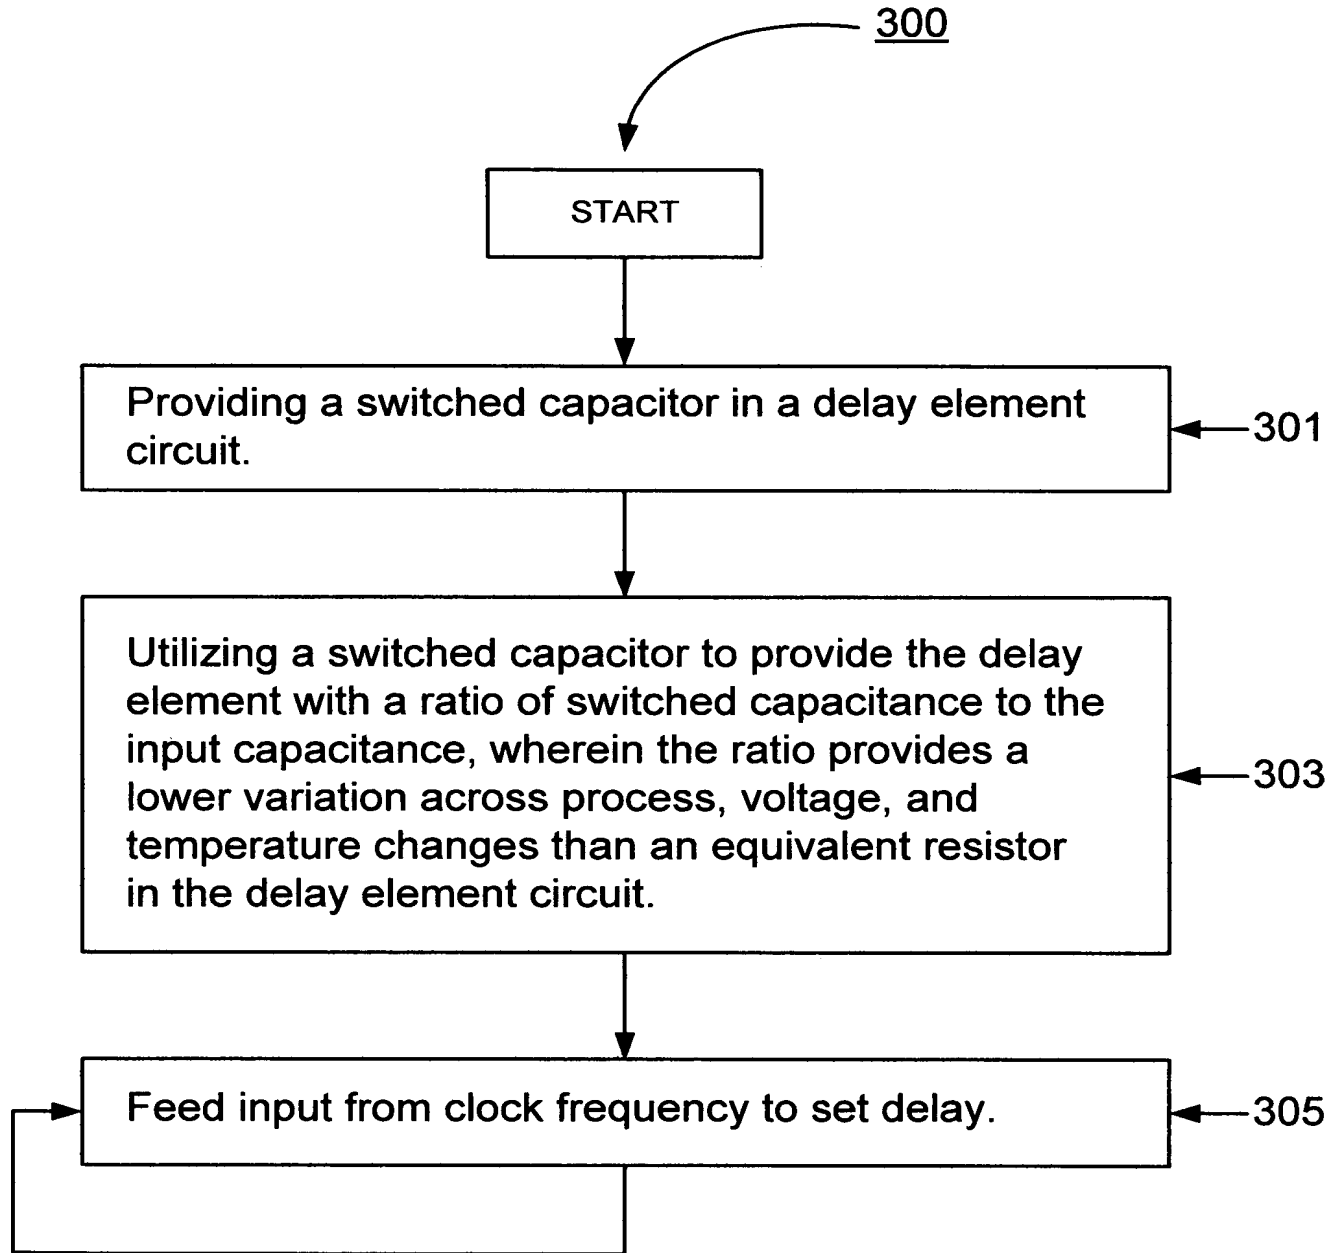 300
START
Providing a switched capacitor in a delay element
circuit.
301
Utilizing a switched capacitor to provide the delay
element with a ratio of switched capacitance to the
input capacitance, wherein the ratio provides a
lower variation across process, voltage, and
temperature changes than an equivalent resistor
in the delay element circuit.
303
Feed input from clock frequency to set delay.
305